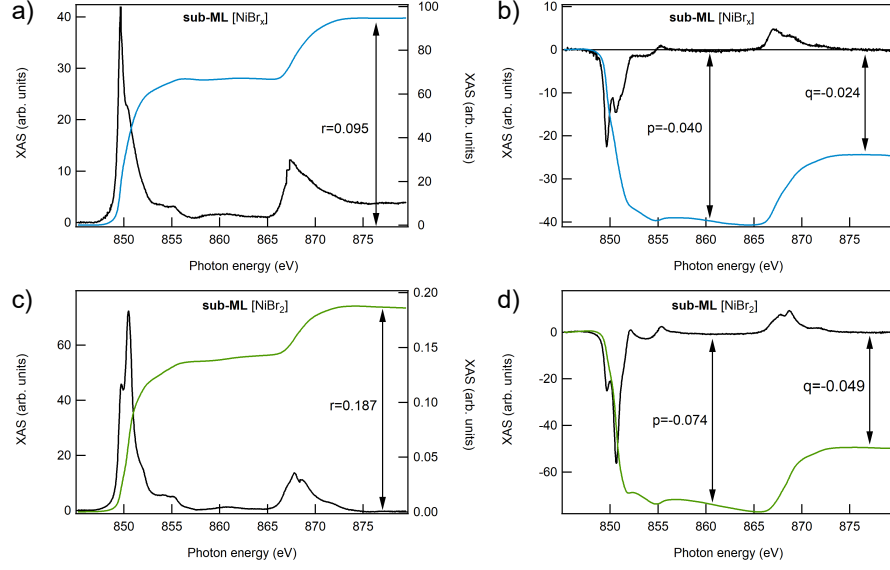 a)
sub-ML [NiBrₓ]
XAS (arb. units)
40
30
20
10
0
100
80
60
40
20
0
XAS (arb. units)
r=0.095
850 855 860 865 870 875
Photon energy (eV)
b)
sub-ML [NiBrₓ]
XAS (arb. units)
10
0
-10
-20
-30
-40
p=-0.040
q=-0.024
850 855 860 865 870 875
Photon energy (eV)
c)
sub-ML [NiBr₂]
XAS (arb. units)
60
40
20
0
0.20
0.15
0.10
0.05
0.00
XAS (arb. units)
r=0.187
850 855 860 865 870 875
Photon energy (eV)
d)
sub-ML [NiBr₂]
XAS (arb. units)
0
-20
-40
-60
p=-0.074
q=-0.049
850 855 860 865 870 875
Photon energy (eV)